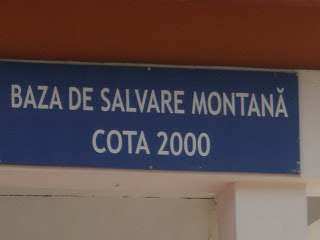 BAZA DE SALVARE MONTANĂ
COTA 2000